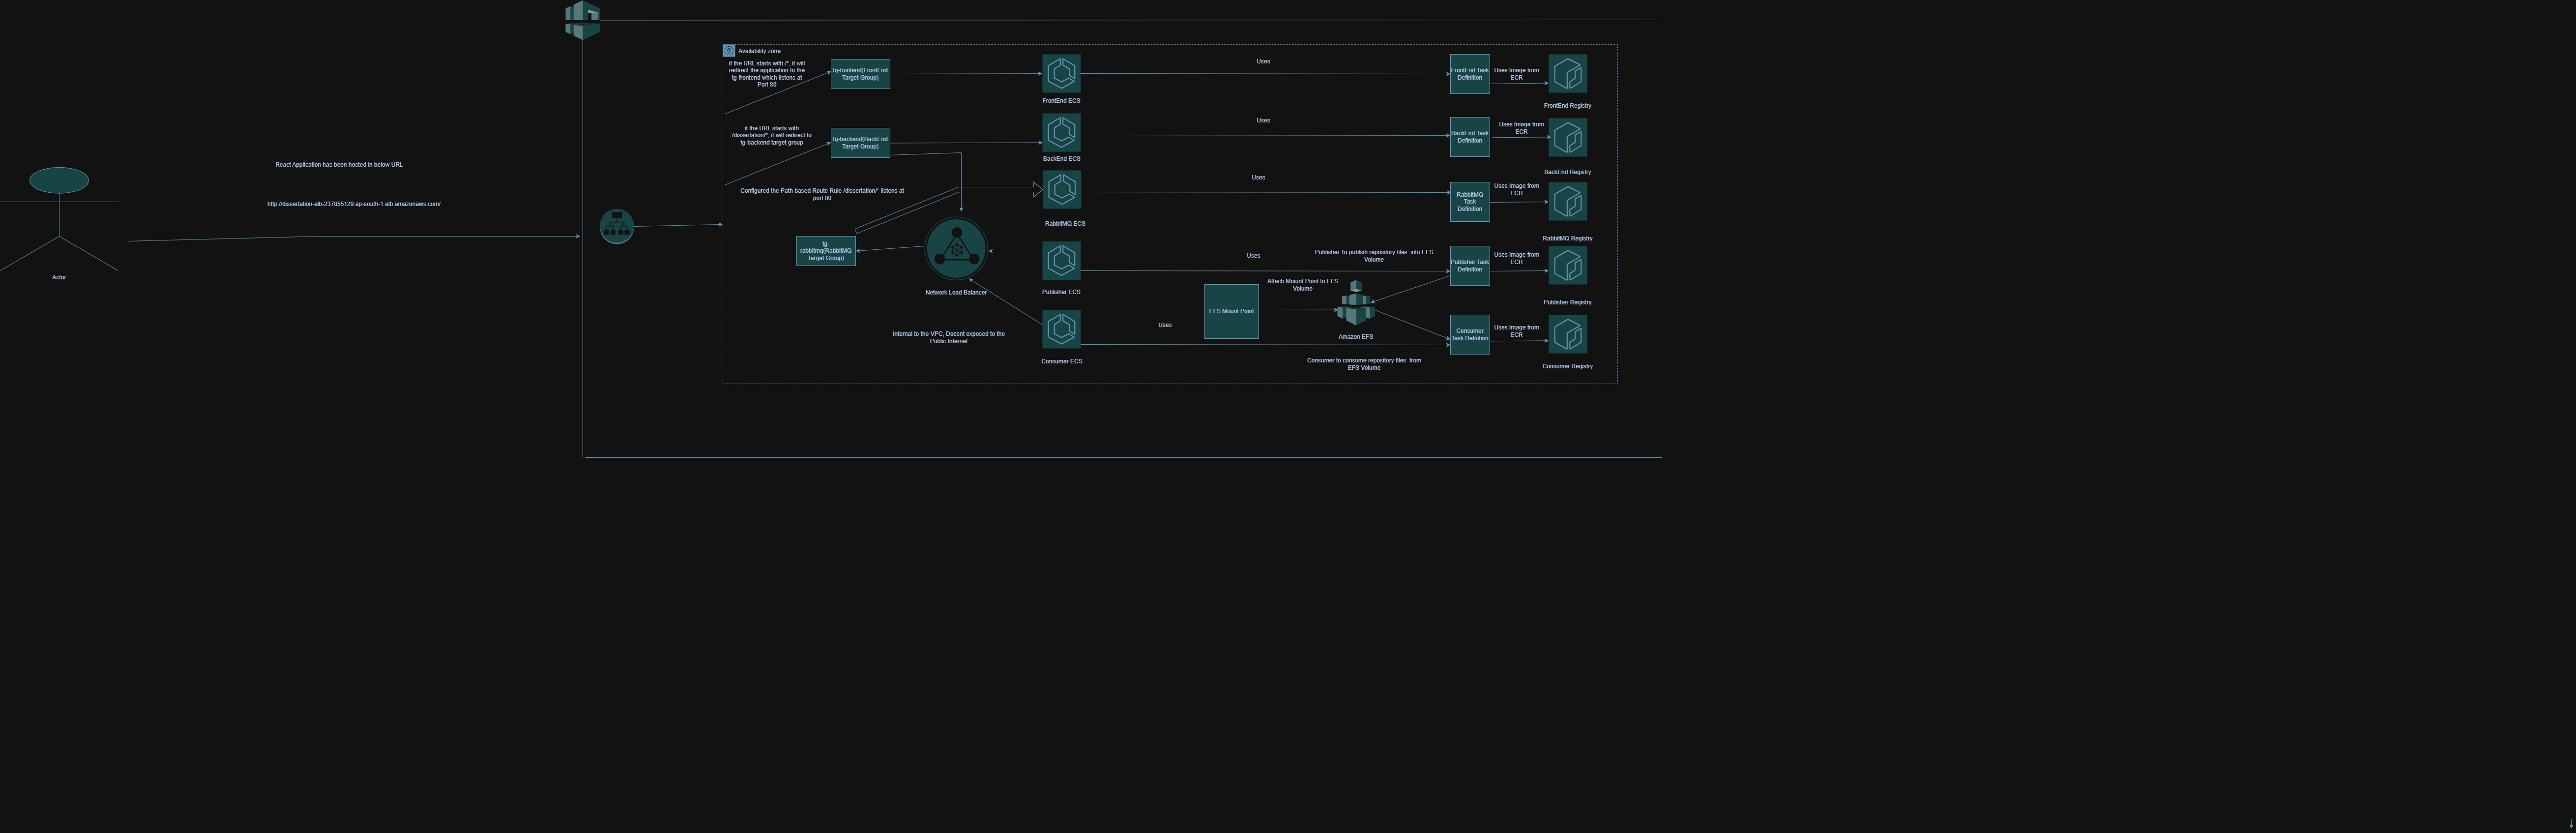 Availability zone
if the URL starts with /*, it will
redirect the application to the
tg-frontend which listens at
Port 80
tg-frontend(FrontEnd
Target Group)
FrontEnd ECS
Uses
FrontEnd Task
Definition
Uses Image from
ECR
FrontEnd Registry
if the URL starts with
/dissertation/*, it will redirect to
tg-backend target group
tg-backend(BackEnd
Target Group)
BackEnd ECS
Uses
BackEnd Task
Definition
Uses Image from
ECR
BackEnd Registry
React Application has been hosted in below URL
http://dissertation-alb-237855129.ap-south-1.elb.amazonaws.com/
Actor
Configured the Path based Route Rule /dissertation/* listens at
port 80
RabbitMQ ECS
Uses
RabbitMQ
Task
Definition
Uses Image from
ECR
RabbitMQ Registry
tg-
rabbitmq(RabbitMQ
Target Group)
Network Load Balancer
Publisher ECS
Uses
Publisher To publsih repository files  into EFS
Volume
Publisher Task
Definition
Uses Image from
ECR
Publisher Registry
Attach Moiunt Point to EFS
Volume
EFS Mount Point
Amazon EFS
Internal to the VPC, Doesnt exposed to the
Public Internet
Consumer ECS
Uses
Consumer
Task Defintion
Uses Image from
ECR
Consumer Registry
Consumer to consume repository files  from
EFS Volume